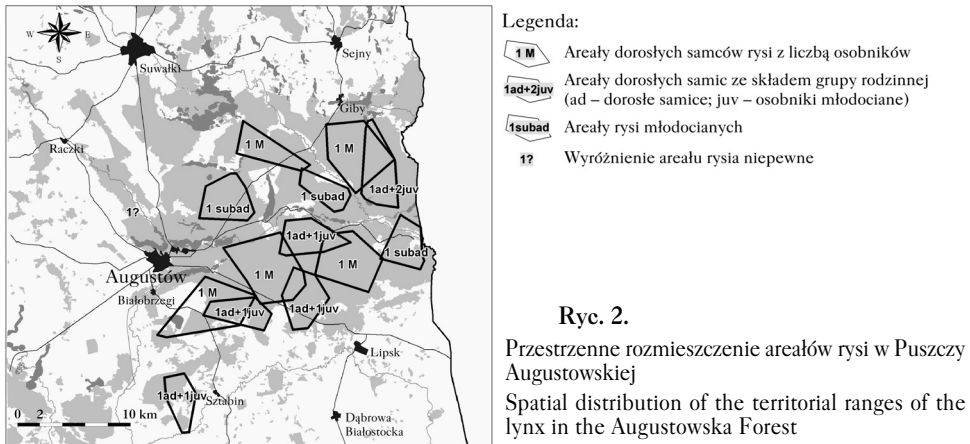 N
W E
S
Suwałki
Sejny
Giby
Raczki
1 M
1 M
1ad+2juv
1 subad
1 subad
1?
1ad+1juv
1 subad
Augustów
1 M
1 M
Białobrzegi
1 M
1ad+1juv
1ad+1juv
Lipsk
1ad+1juv
Sztabin
0 2 10 km
Dąbrowa
Białostocka
Legenda:
1 M Areały dorosłych samców rysi z liczbą osobników
1ad+2juv Areały dorosłych samic ze składem grupy rodzinnej
(ad – dorosłe samice; juv – osobniki młodociane)
1subad Areały rysi młodocianych
1? Wyróżnienie areału rysia niepewne
Ryc. 2.
Przestrzenne rozmieszczenie areałów rysi w Puszczy
Augustowskiej
Spatial distribution of the territorial ranges of the
lynx in the Augustowska Forest